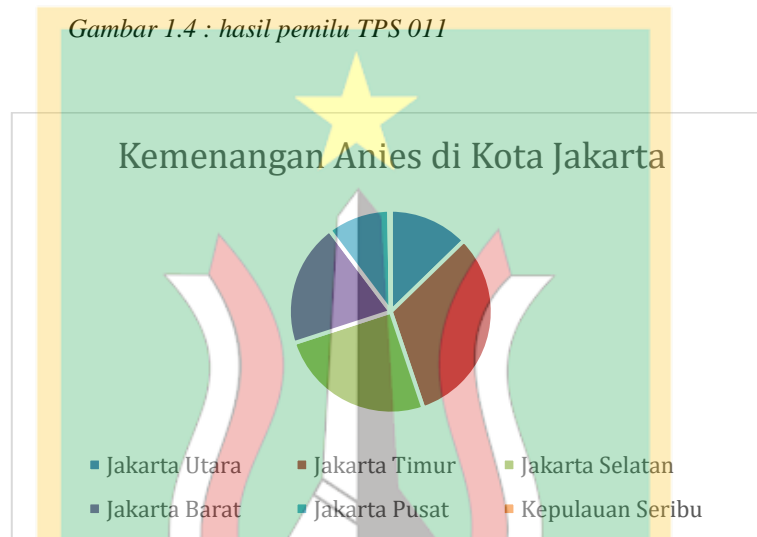 Gambar 1.4 : hasil pemilu TPS 011
Kemenangan Anies di Kota Jakarta
Jakarta Utara Jakarta Timur Jakarta Selatan
Jakarta Barat Jakarta Pusat Kepulauan Seribu